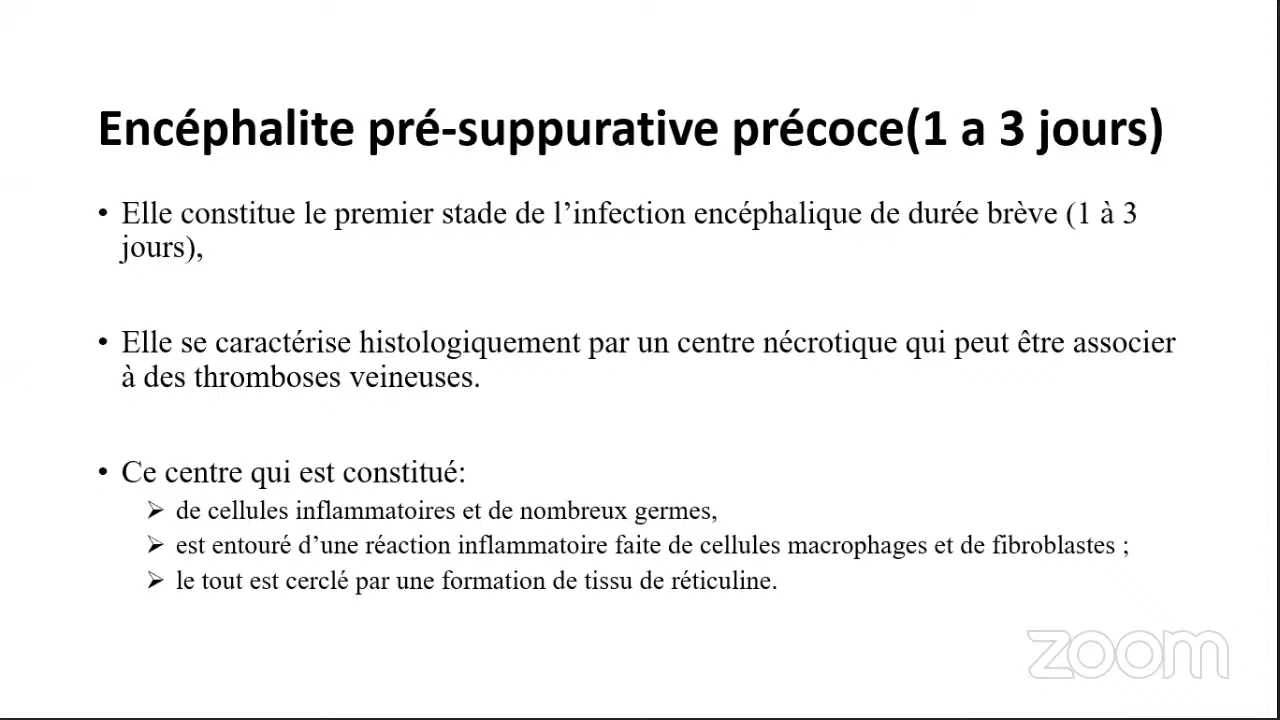 Encéphalite pré-suppurative précoce(1 a 3 jours)
• Elle constitue le premier stade de l’infection encéphalique de durée brève (1 à 3
jours),
• Elle se caractérise histologiquement par un centre nécrotique qui peut être associer
à des thromboses veineuses.
• Ce centre qui est constitué:
➢ de cellules inflammatoires et de nombreux germes,
➢ est entouré d’une réaction inflammatoire faite de cellules macrophages et de fibroblastes ;
➢ le tout est cerclé par une formation de tissu de réticuline.
zoom